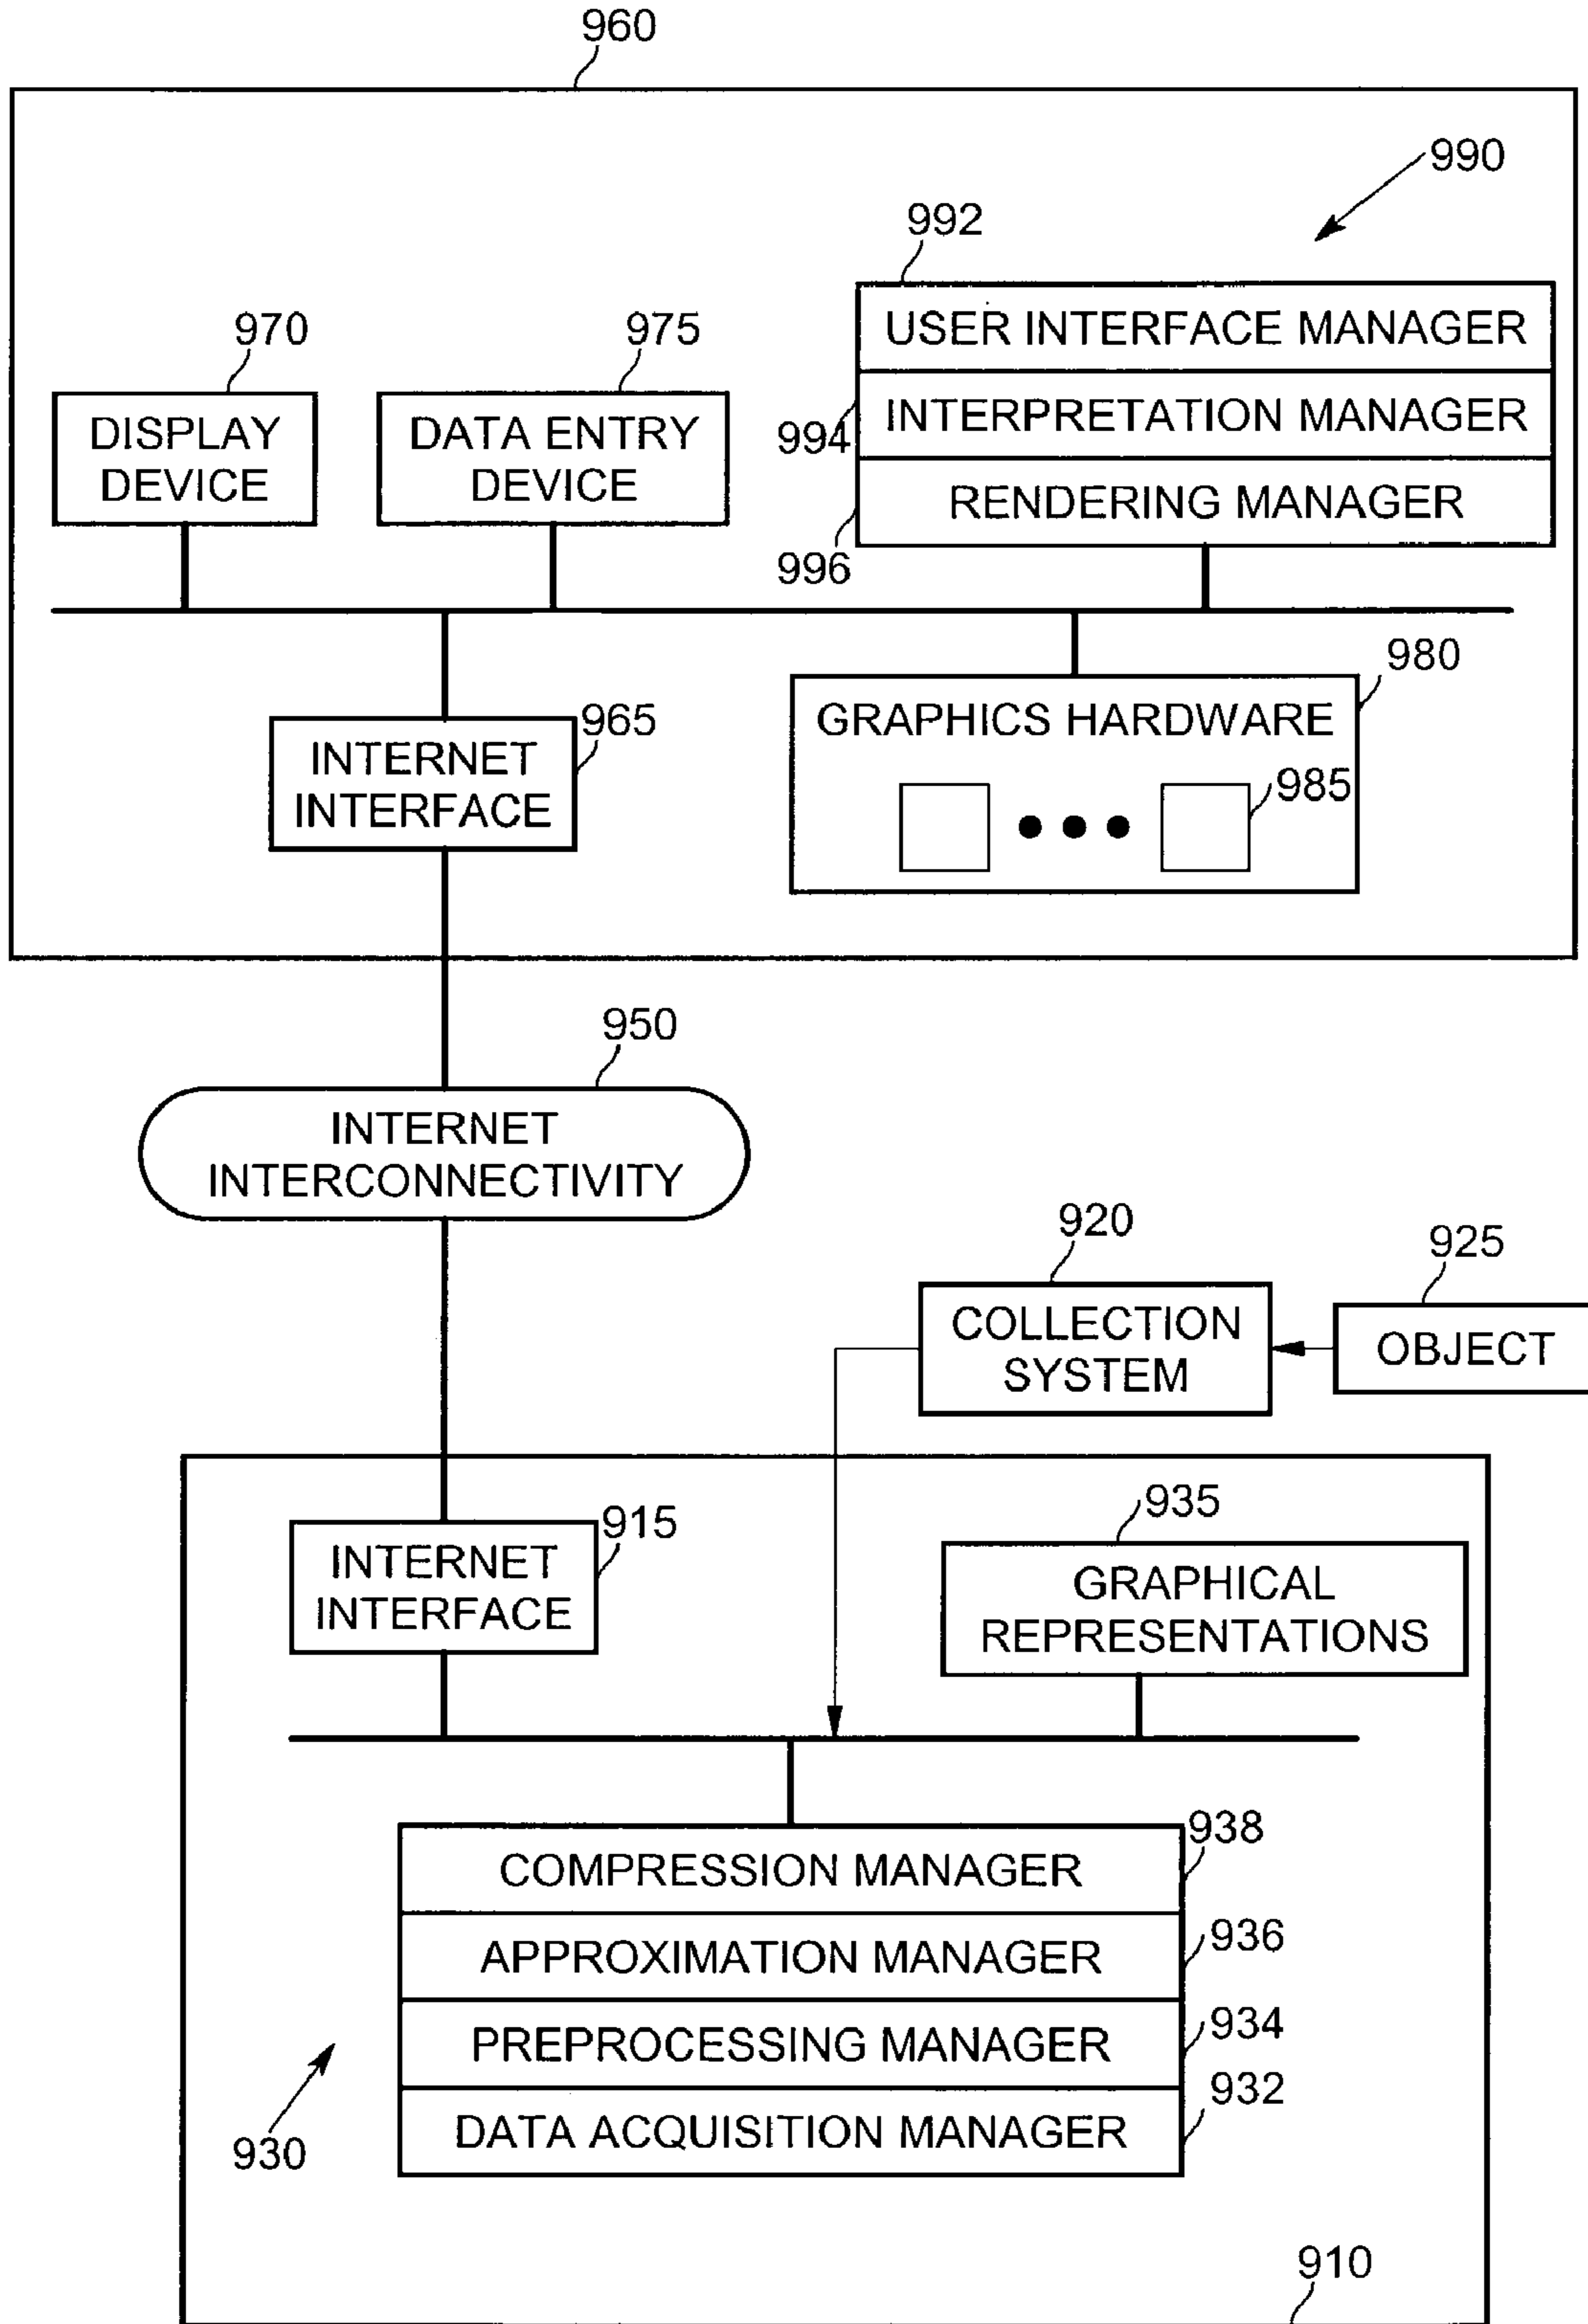 960
990
992
USER INTERFACE MANAGER
970
975
DISPLAY
DEVICE
DATA ENTRY
DEVICE
994
INTERPRETATION MANAGER
996
RENDERING MANAGER
965
INTERNET
INTERFACE
980
GRAPHICS HARDWARE
985
950
INTERNET
INTERCONNECTIVITY
920
COLLECTION
SYSTEM
925
OBJECT
915
INTERNET
INTERFACE
935
GRAPHICAL
REPRESENTATIONS
938
COMPRESSION MANAGER
936
APPROXIMATION MANAGER
934
PREPROCESSING MANAGER
932
DATA ACQUISITION MANAGER
930
910